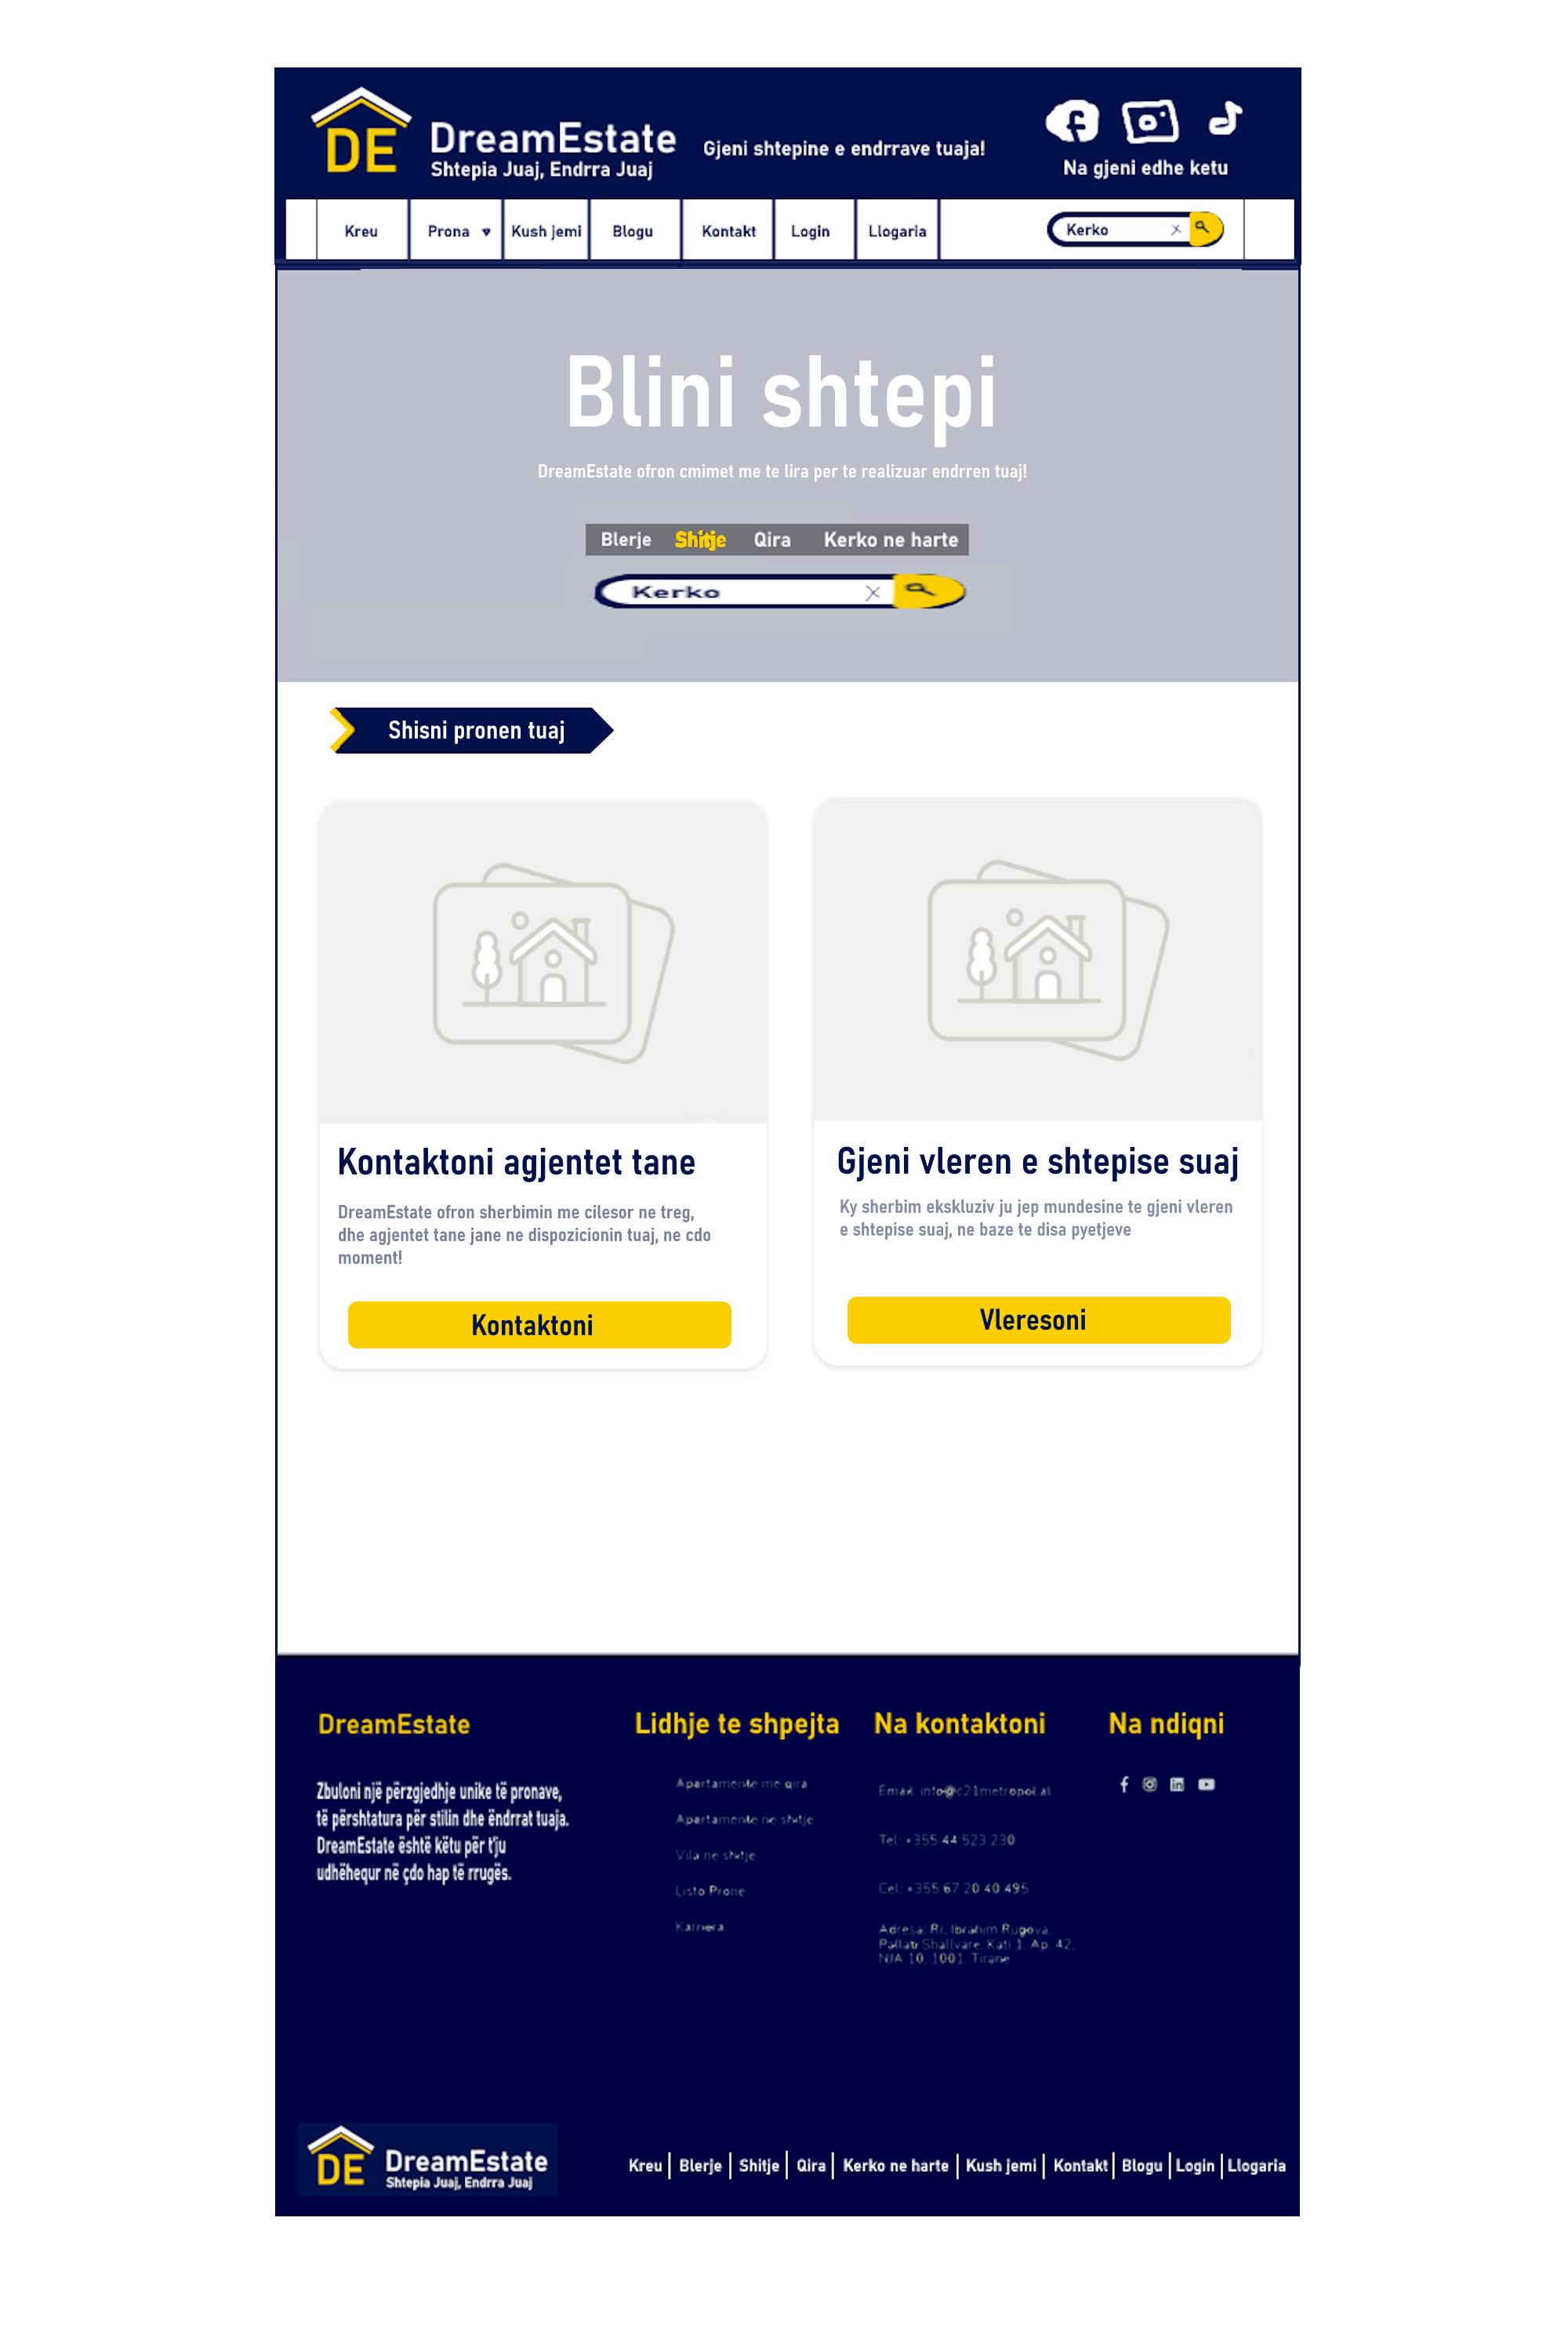 DE
DreamEstate
Shtepia Juaj, Endrra Juaj
Gjeni shtepine e endrrave tuaja!
Na gjeni edhe ketu
Kreu
Prona
Kush jemi
Blogu
Kontakt
Login
Llogaria
Kerko
Blini shtepi
DreamEstate ofron cmimet me te lira per te realizuar endrren tuaj!
Blerje
Shitje
Qira
Kerko ne harte
Kerko
Shisni pronen tuaj
Kontaktoni agjentet tane
DreamEstate ofron sherbimin me cilesor ne treg,
dhe agjentet tane jane ne dispozicionin tuaj, ne cdo
moment!
Kontaktoni
Gjeni vleren e shtepise suaj
Ky sherbim ekskluziv ju jep mundesine te gjeni vleren
e shtepise suaj, ne baze te disa pyetjeve
Vleresoni
DreamEstate
Zbuloni një përzgjedhje unike të pronave,
të përshtatura për stilin dhe ëndrrat tuaja.
DreamEstate është këtu për t'ju
udhëhequr në çdo hap të rrugës.
Lidhje te shpejta
Apartamente me qira
Apartamente ne shitje
Vila ne shitje
Listo Prone
Karriera
Na kontaktoni
Email: info@c21metropol.al
Tel: +355 44 523 230
Cel: +355 67 20 40 495
Adresa: Rr. Ibrahim Rugova,
Pallati Shallvare, Kati 1, Ap. 42,
NJA 10, 1001, Tirane.
Na ndiqni
DE
DreamEstate
Shtepia Juaj, Endrra Juaj
Kreu | Blerje | Shitje | Qira | Kerko ne harte | Kush jemi | Kontakt | Blogu | Login | Llogaria